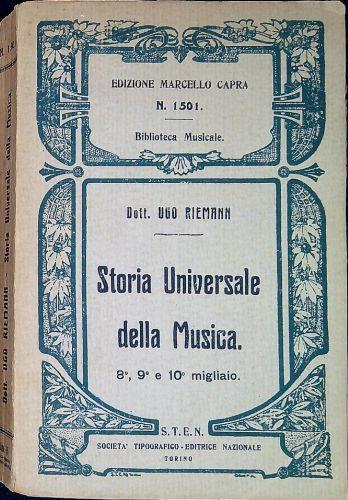 EDIZIONE MARCELLO CAPRA
N. 1501.
Biblioteca Musicale.
Dott. UGO RIEMANN
Storia Universale
della Musica.
8°, 9° e 10° migliaio.
S.T.E.N.
SOCIETA' TIPOGRAFICO-EDITRICE NAZIONALE
TORINO
Dott. UGO RIEMANN - Storia Universale della Musica